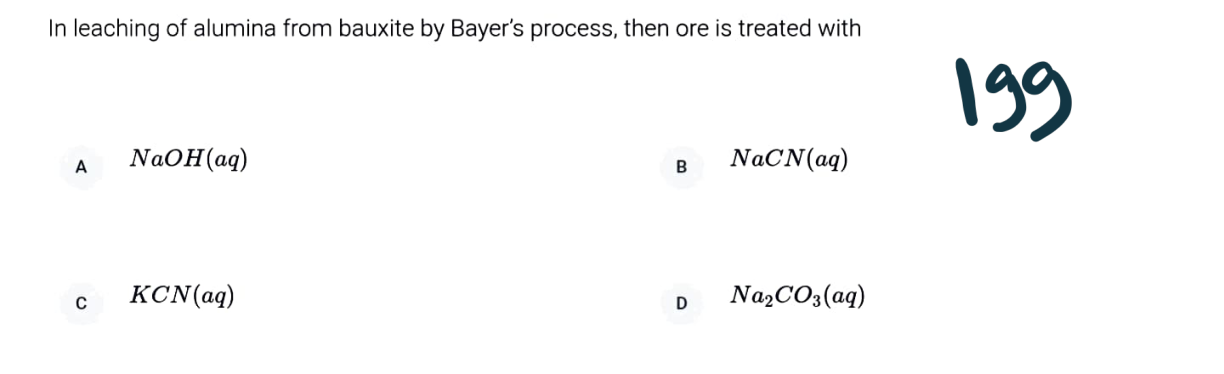 In leaching of alumina from bauxite by Bayer's process, then ore is treated with
199
A NaOH(aq)
B NaCN(aq)
C KCN(aq)
D Na₂CO₃(aq)